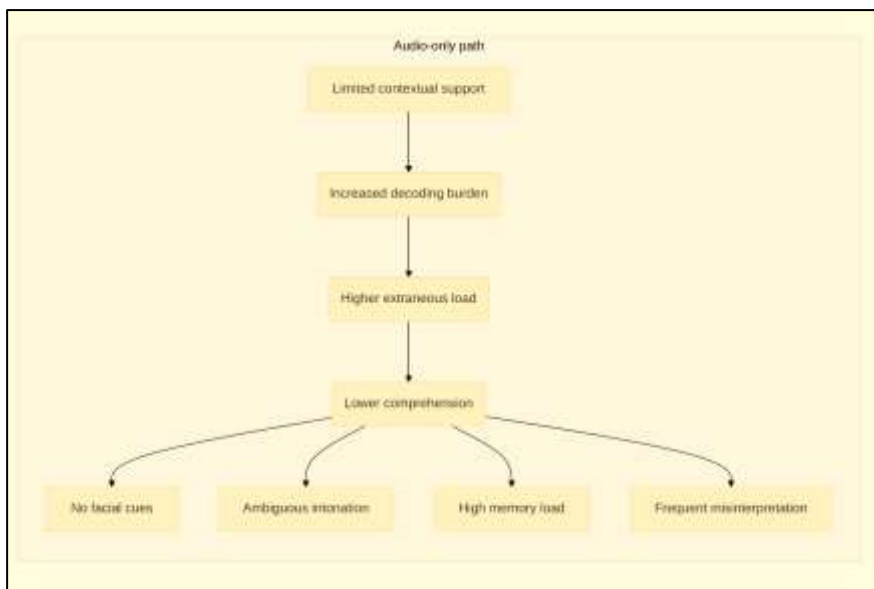 Audio-only path
Limited contextual support
Increased decoding burden
Higher extraneous load
Lower comprehension
No facial cues
Ambiguous intonation
High memory load
Frequent misinterpretation